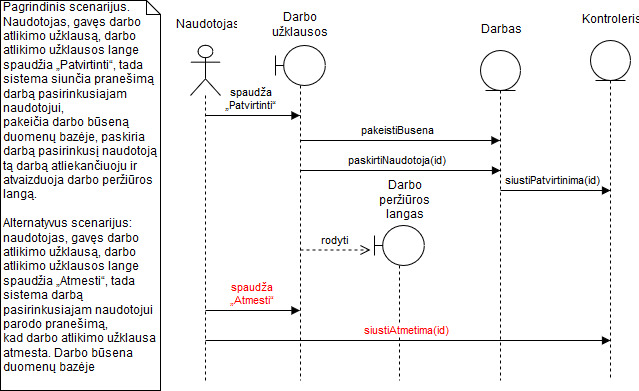 Pagrindinis scenarijus.
Naudotojas, gavęs darbo
atlikimo užklausą, darbo
atlikimo užklausos lange
spaudžia „Patvirtinti“, tada
sistema siunčia pranešimą
darbą pasirinkusiajam
naudotojui,
pakeičia darbo būseną
duomenų bazėje, paskiria
darbą pasirinkusį naudotoją
tą darbą atliekančiuoju ir
atvaizduoja darbo peržiūros
langą.
Alternatyvus scenarijus:
naudotojas, gavęs darbo
atlikimo užklausą, darbo
atlikimo užklausos lange
spaudžia „Atmesti“, tada
sistema darbą
pasirinkusiajam naudotojui
parodo pranešimą,
kad darbo atlikimo užklausa
atmesta. Darbo būsena
duomenų bazėje
Naudotojas
Darbo
užklausos
Darbas
Kontroleris
spaudža
„Patvirtinti“
pakeistiBusena
paskirtiNaudotoja(id)
siustiPatvirtinima(id)
Darbo
peržiūros
langas
rodyti
spaudža
„Atmesti“
siustiAtmetima(id)